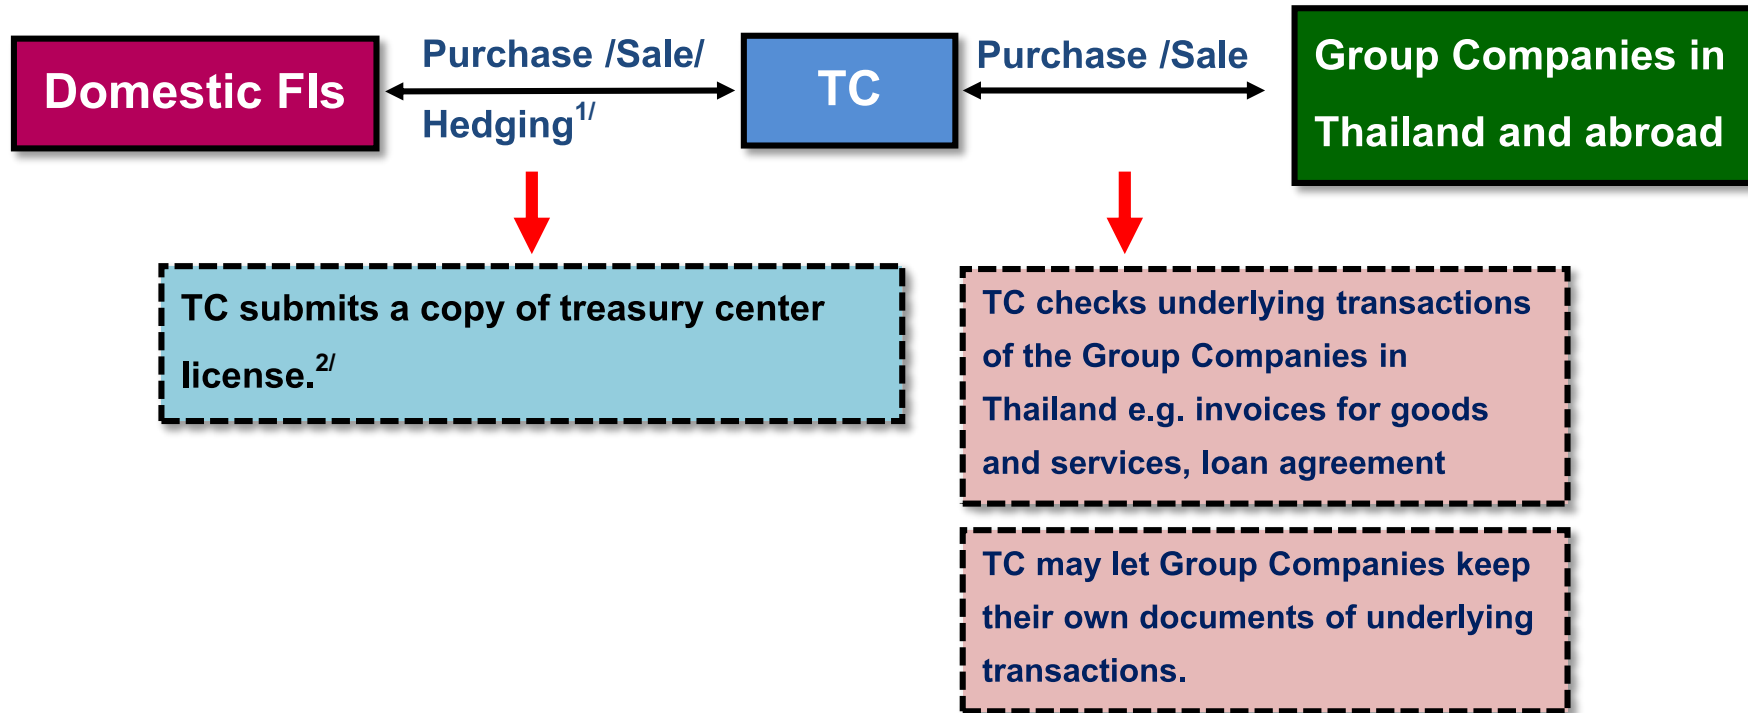 Domestic FIs
Purchase /Sale/
Hedging1/
TC
Purchase /Sale
Group Companies in
Thailand and abroad
TC submits a copy of treasury center
license.2/
TC checks underlying transactions
of the Group Companies in
Thailand e.g. invoices for goods
and services, loan agreement
TC may let Group Companies keep
their own documents of underlying
transactions.